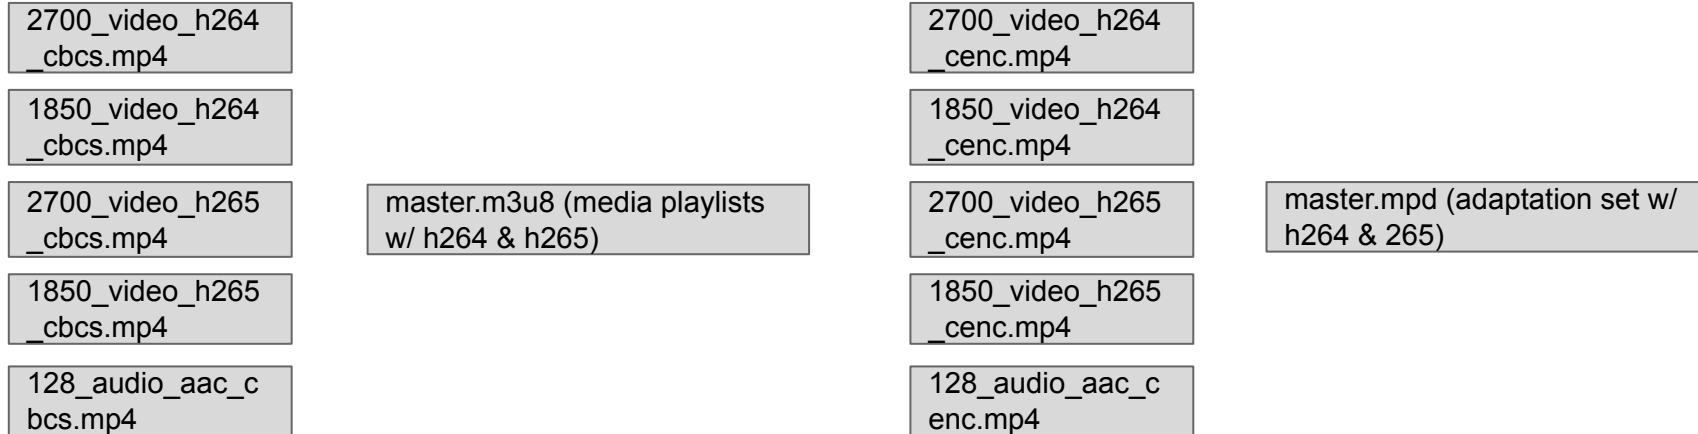 2700_video_h264
_cbcs.mp4
1850_video_h264
_cbcs.mp4
2700_video_h265
_cbcs.mp4
1850_video_h265
_cbcs.mp4
128_audio_aac_c
bcs.mp4
master.m3u8 (media playlists
w/ h264 & h265)
2700_video_h264
_cenc.mp4
1850_video_h264
_cenc.mp4
2700_video_h265
_cenc.mp4
1850_video_h265
_cenc.mp4
128_audio_aac_c
enc.mp4
master.mpd (adaptation set w/
h264 & 265)